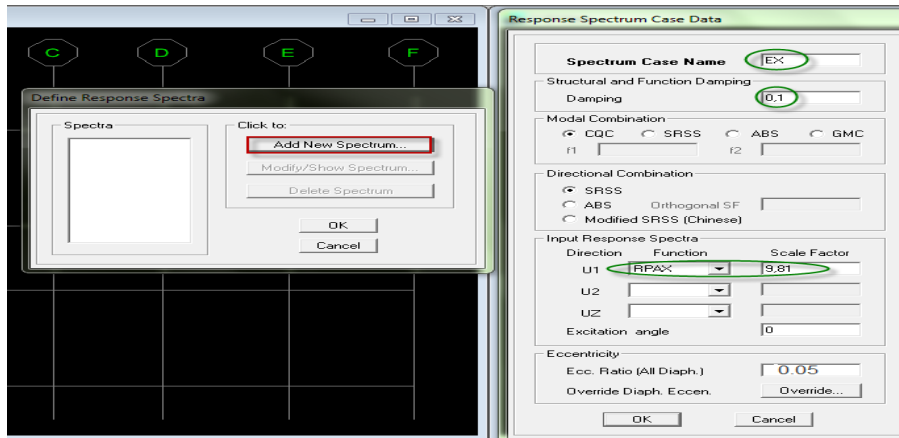 C D E F
Define Response Spectra
Spectra
Click to:
Add New Spectrum...
Modify/Show Spectrum...
Delete Spectrum
OK
Cancel
Response Spectrum Case Data
Spectrum Case Name EX
Structural and Function Damping
Damping 0,1
Modal Combination
CQC SRSS ABS GMC
f1 f2
Directional Combination
SRSS
ABS Orthogonal SF
Modified SRSS (Chinese)
Input Response Spectra
Direction Function Scale Factor
U1 RPAX 9,81
U2
UZ
Excitation angle 0
Eccentricity
Ecc. Ratio (All Diaph.) 0.05
Override Diaph. Eccen. Override...
OK Cancel